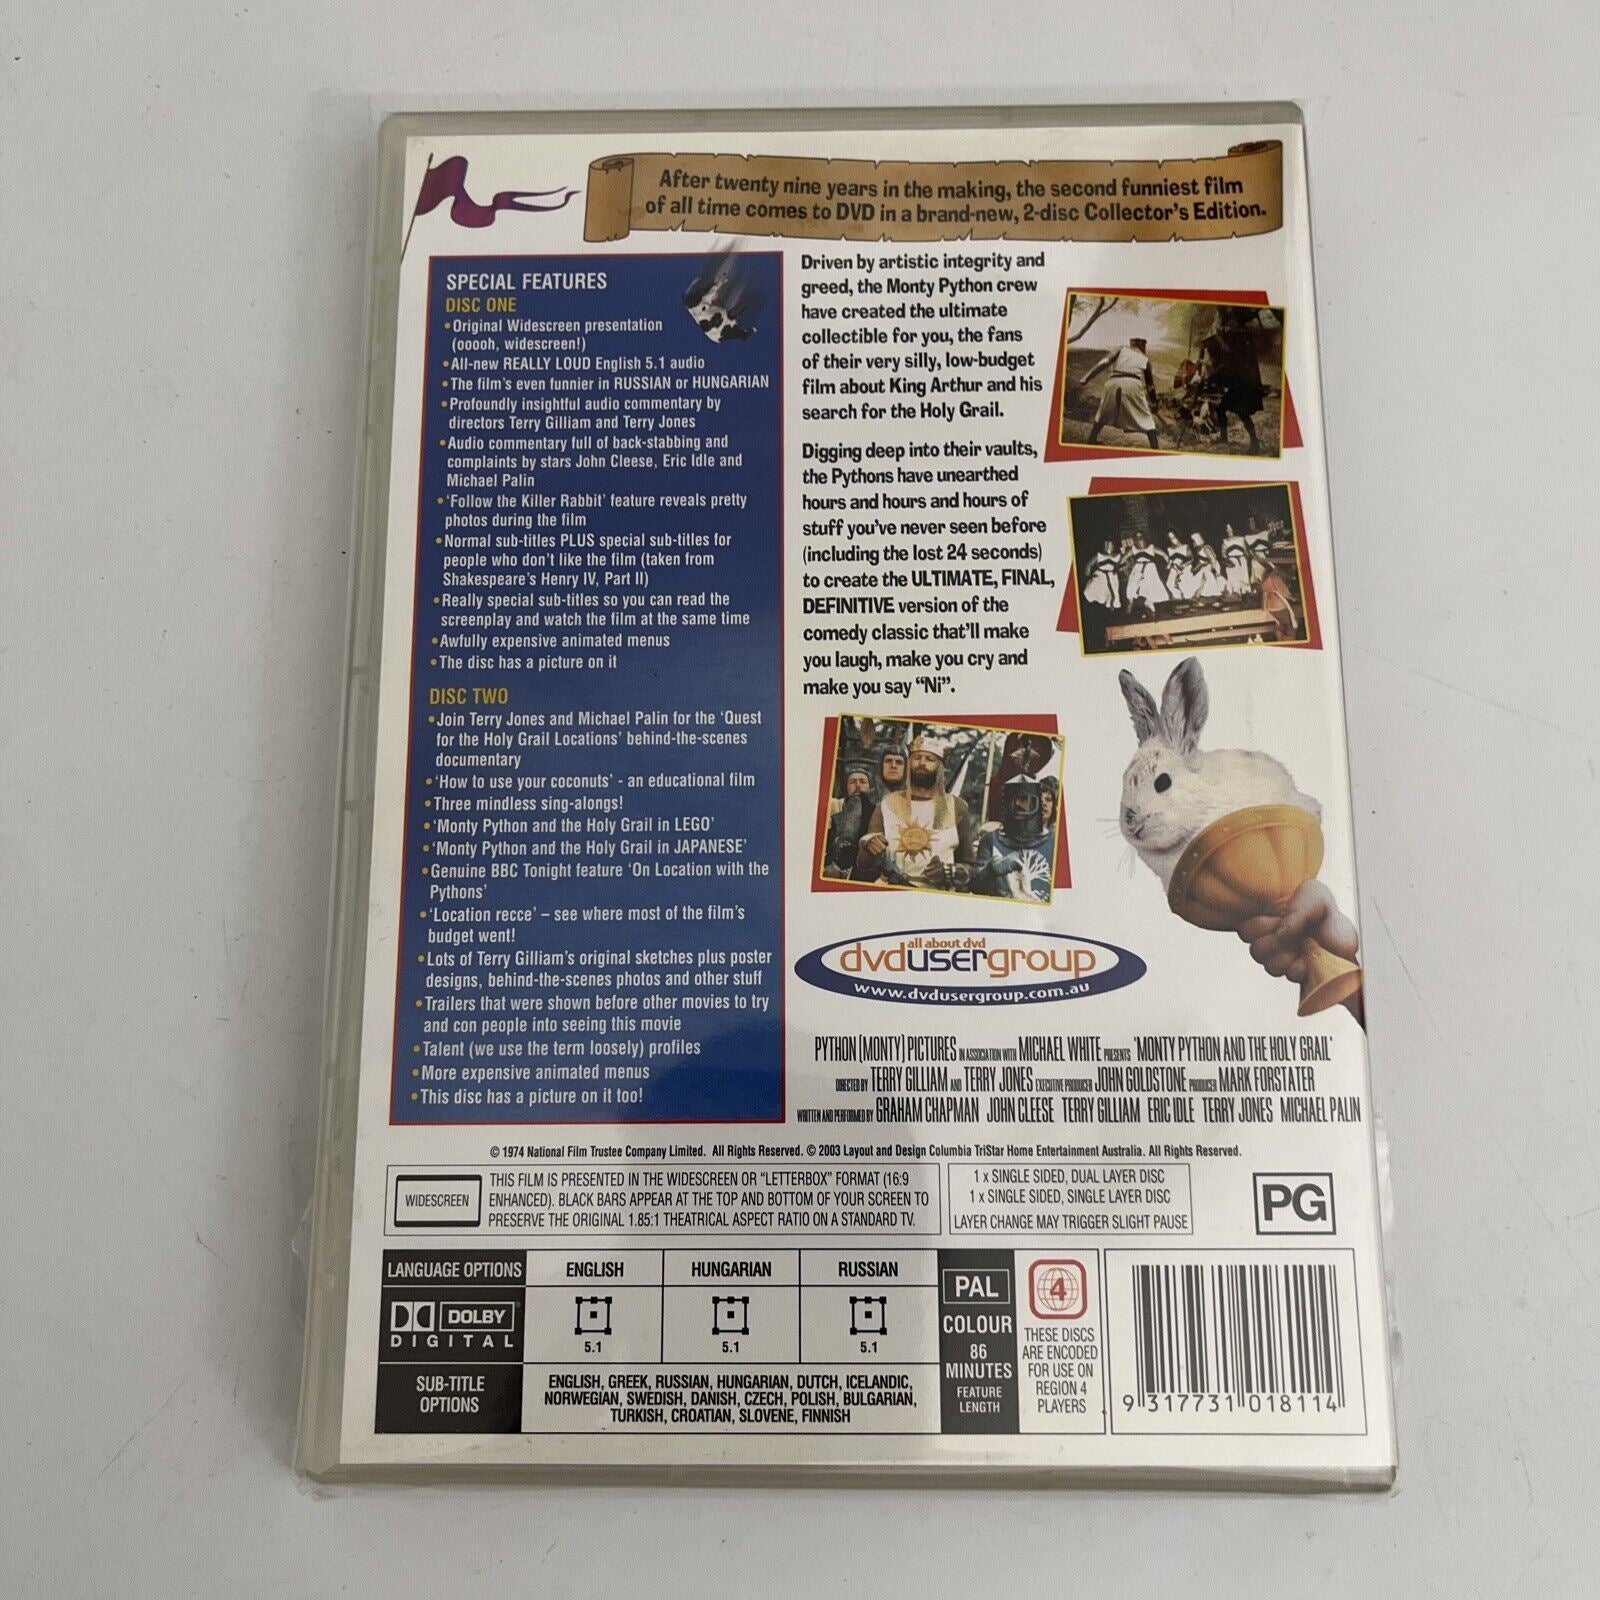 After twenty nine years in the making, the second funniest film
of all time comes to DVD in a brand-new, 2-disc Collector's Edition.
SPECIAL FEATURES
DISC ONE
•Original Widescreen presentation
(ooooh, widescreen!)
•All-new REALLY LOUD English 5.1 audio
•The film's even funnier in RUSSIAN or HUNGARIAN
•Profoundly insightful audio commentary by
directors Terry Gilliam and Terry Jones
•Audio commentary full of back-stabbing and
complaints by stars John Cleese, Eric Idle and
Michael Palin
•'Follow the Killer Rabbit' feature reveals pretty
photos during the film
•Normal sub-titles PLUS special sub-titles for
people who don't like the film (taken from
Shakespeare's Henry IV, Part II)
•Really special sub-titles so you can read the
screenplay and watch the film at the same time
•Awfully expensive animated menus
•The disc has a picture on it
DISC TWO
•Join Terry Jones and Michael Palin for the 'Quest
for the Holy Grail Locations' behind-the-scenes
documentary
•'How to use your coconuts' - an educational film
•Three mindless sing-alongs!
•'Monty Python and the Holy Grail in LEGO'
•'Monty Python and the Holy Grail in JAPANESE'
•Genuine BBC Tonight feature 'On Location with the
Pythons'
•'Location recce' – see where most of the film's
budget went!
•Lots of Terry Gilliam's original sketches plus poster
designs, behind-the-scenes photos and other stuff
•Trailers that were shown before other movies to try
and con people into seeing this movie
•Talent (we use the term loosely) profiles
•More expensive animated menus
•This disc has a picture on it too!
Driven by artistic integrity and
greed, the Monty Python crew
have created the ultimate
collectible for you, the fans
of their very silly, low-budget
film about King Arthur and his
search for the Holy Grail.
Digging deep into their vaults,
the Pythons have unearthed
hours and hours and hours of
stuff you've never seen before
(including the lost 24 seconds)
to create the ULTIMATE, FINAL,
DEFINITIVE version of the
comedy classic that'll make
you laugh, make you cry and
make you say "Ni".
all about dvd
dvdusergroup
www.dvdusergroup.com.au
PYTHON (MONTY) PICTURES IN ASSOCIATION WITH MICHAEL WHITE PRESENTS 'MONTY PYTHON AND THE HOLY GRAIL'
DIRECTED BY TERRY GILLIAM AND TERRY JONES EXECUTIVE PRODUCER JOHN GOLDSTONE PRODUCER MARK FORSTATER
WRITTEN AND PERFORMED BY GRAHAM CHAPMAN JOHN CLEESE TERRY GILLIAM ERIC IDLE TERRY JONES MICHAEL PALIN
© 1974 National Film Trustee Company Limited. All Rights Reserved. © 2003 Layout and Design Columbia TriStar Home Entertainment Australia. All Rights Reserved.
WIDESCREEN
THIS FILM IS PRESENTED IN THE WIDESCREEN OR "LETTERBOX" FORMAT (16:9
ENHANCED). BLACK BARS APPEAR AT THE TOP AND BOTTOM OF YOUR SCREEN TO
PRESERVE THE ORIGINAL 1.85:1 THEATRICAL ASPECT RATIO ON A STANDARD TV.
1 x SINGLE SIDED, DUAL LAYER DISC
1 x SINGLE SIDED, SINGLE LAYER DISC
LAYER CHANGE MAY TRIGGER SLIGHT PAUSE
PG
LANGUAGE OPTIONS
ENGLISH
HUNGARIAN
RUSSIAN
DOLBY
DIGITAL
5.1
5.1
5.1
SUB-TITLE
OPTIONS
ENGLISH, GREEK, RUSSIAN, HUNGARIAN, DUTCH, ICELANDIC,
NORWEGIAN, SWEDISH, DANISH, CZECH, POLISH, BULGARIAN,
TURKISH, CROATIAN, SLOVENE, FINNISH
PAL
COLOUR
86
MINUTES
FEATURE
LENGTH
4
THESE DISCS
ARE ENCODED
FOR USE ON
REGION 4
PLAYERS
9 317731 018114